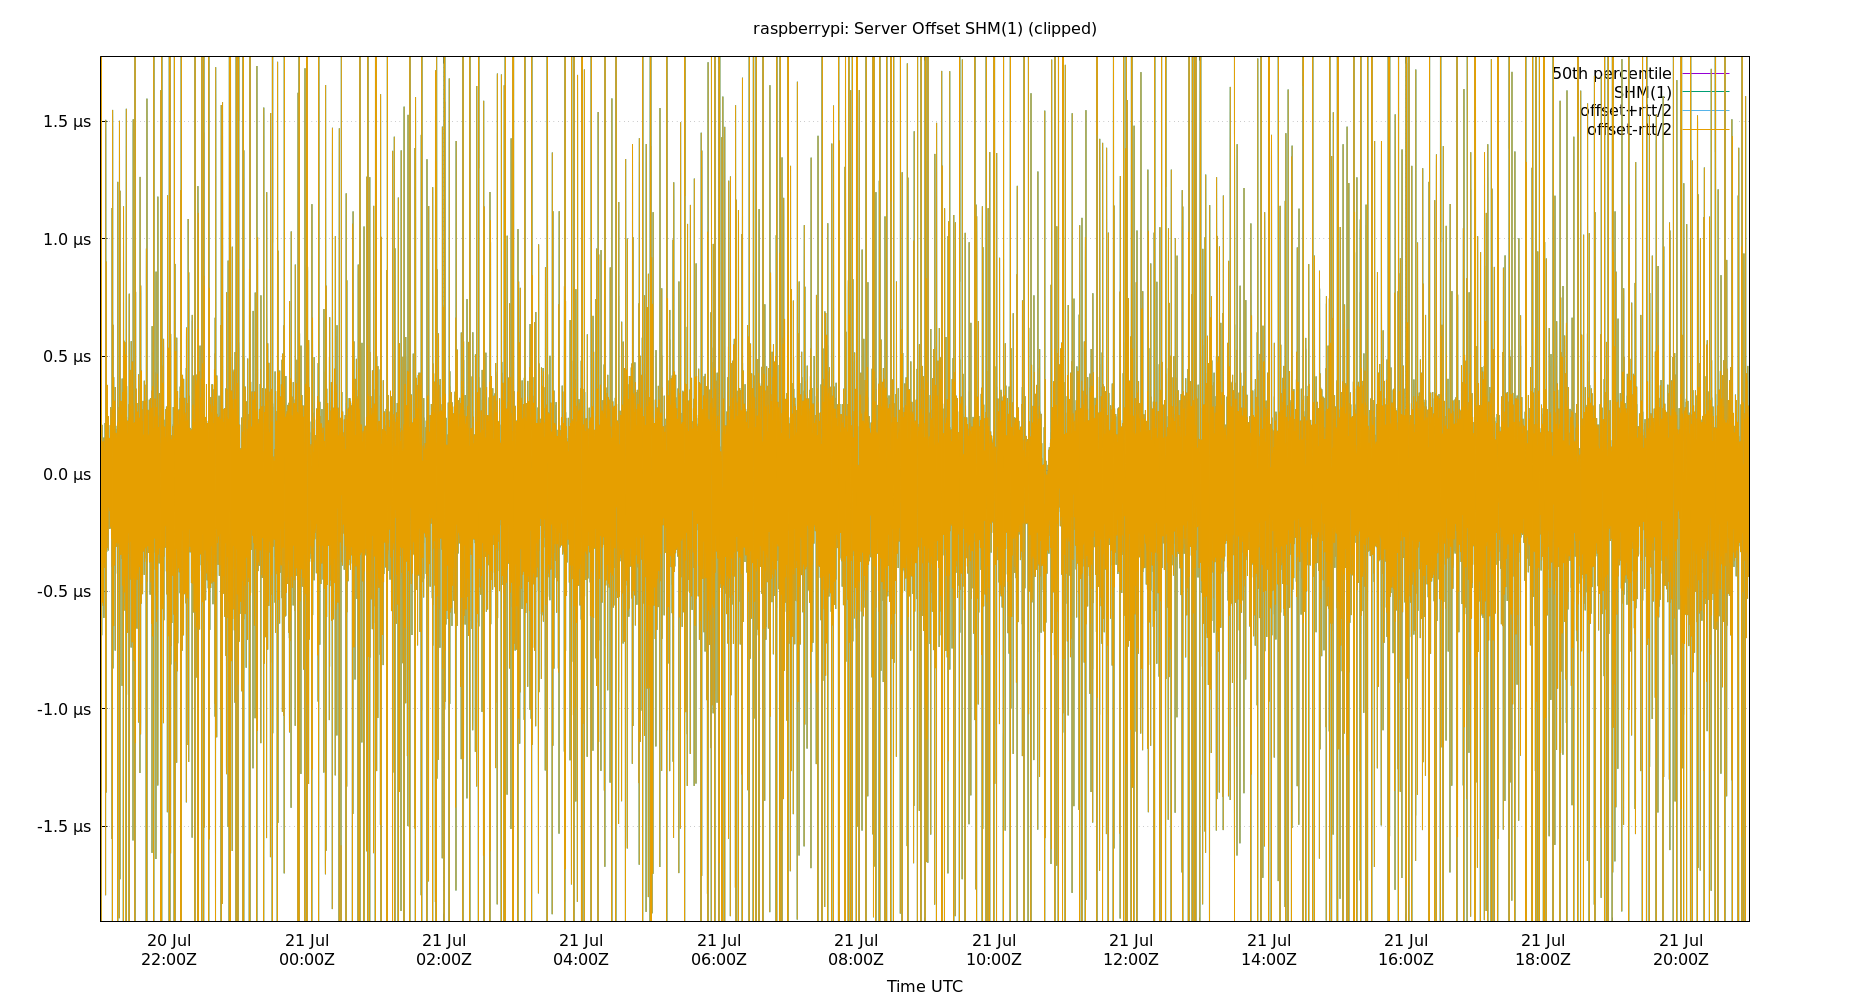 raspberrypi: Server Offset SHM(1) (clipped)
50th percentile
SHM(1)
offset+rtt/2
offset-rtt/2
1.5 µs
1.0 µs
0.5 µs
0.0 µs
-0.5 µs
-1.0 µs
-1.5 µs
20 Jul 21 Jul 21 Jul 21 Jul 21 Jul 21 Jul 21 Jul 21 Jul 21 Jul 21 Jul 21 Jul 21 Jul
22:00Z 00:00Z 02:00Z 04:00Z 06:00Z 08:00Z 10:00Z 12:00Z 14:00Z 16:00Z 18:00Z 20:00Z
Time UTC